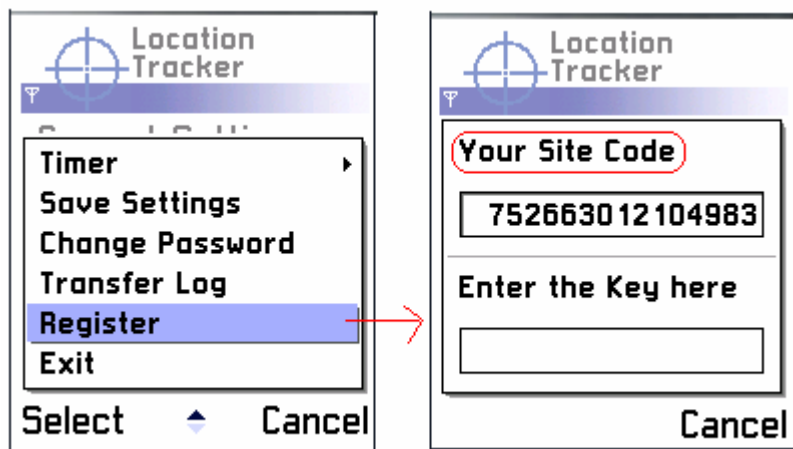 Location
Tracker
Timer
Save Settings
Change Password
Transfer Log
Register
Exit
Select
Cancel
Location
Tracker
Your Site Code
752663012104983
Enter the Key here
Cancel